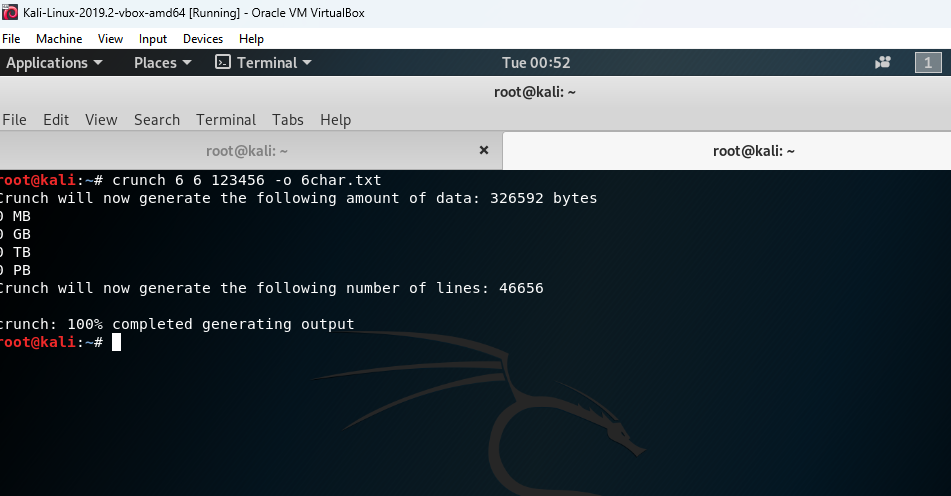 Kali-Linux-2019.2-vbox-amd64 [Running] - Oracle VM VirtualBox
File Machine View Input Devices Help
Applications Places Terminal Tue 00:52 1
root@kali: ~
File Edit View Search Terminal Tabs Help
root@kali: ~ × root@kali: ~
root@kali:~# crunch 6 6 123456 -o 6char.txt
Crunch will now generate the following amount of data: 326592 bytes
0 MB
0 GB
0 TB
0 PB
Crunch will now generate the following number of lines: 46656
crunch: 100% completed generating output
root@kali:~#